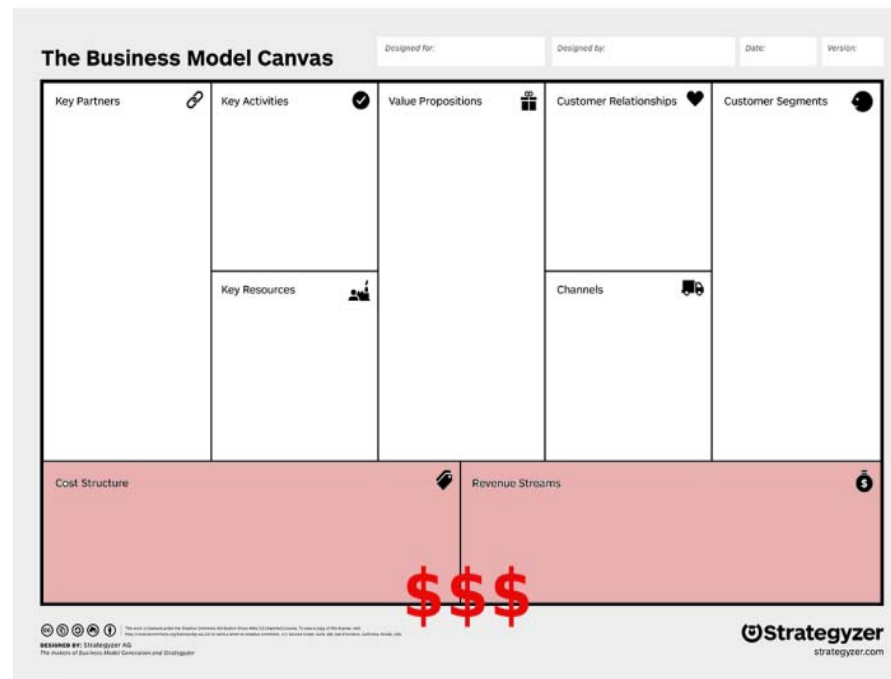 The Business Model Canvas
Designed for:
Designed by:
Date:
Version:
Key Partners
Key Activities
Value Propositions
Customer Relationships
Customer Segments
Key Resources
Channels
Cost Structure
Revenue Streams
$
$$$
DESIGNED BY: Strategyzer AG
The makers of Business Model Generation and Strategyzer
Strategyzer
strategyzer.com